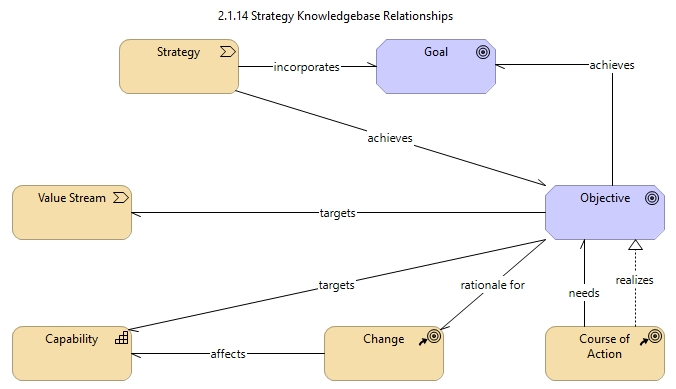 2.1.14 Strategy Knowledgebase Relationships
Strategy
incorporates
Goal
achieves
achieves
Value Stream
targets
Objective
targets
rationale for
needs
realizes
Capability
affects
Change
Course of
Action